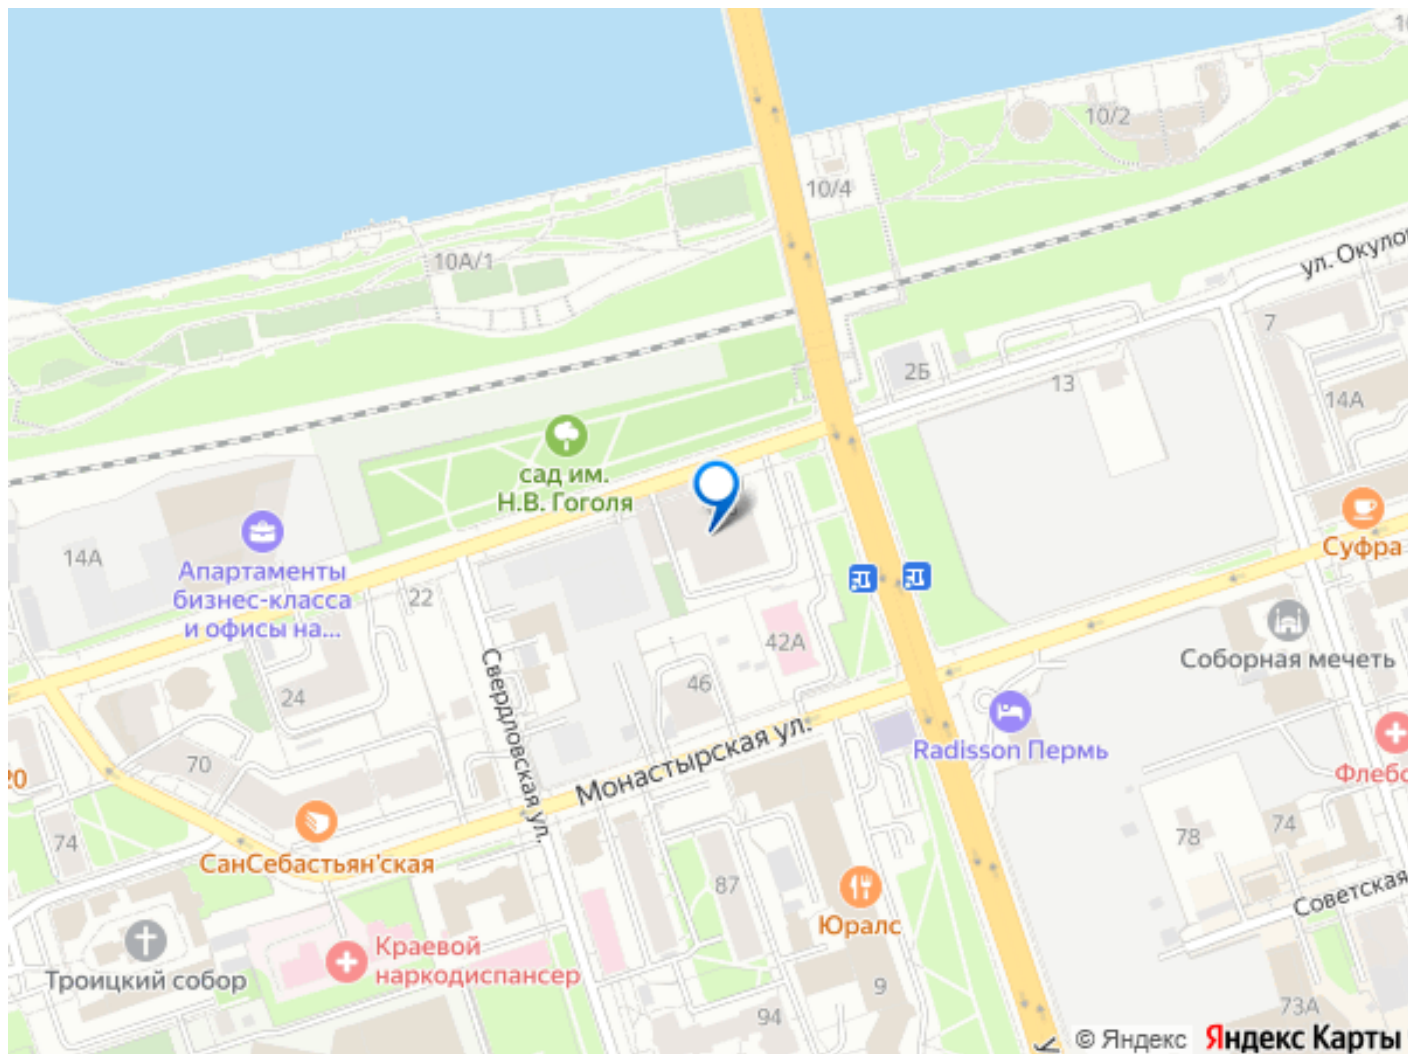 10/2
10/4
10А/1
ул. Окуло
7
2Б
13
14А
сад им.
Н.В. Гоголя
14А
Апартаменты
бизнес-класса
и офисы на...
22
Суфра
Соборная мечеть
42А
46
24
Свердловская ул.
Монастырская ул.
Radisson Пермь
Флебо
70
20
74
СанСебастьян'ская
78
74
87
Советская
Юралс
Краевой
наркодиспансер
Троицкий собор
9
94
73А
© Яндекс Яндекс Карты